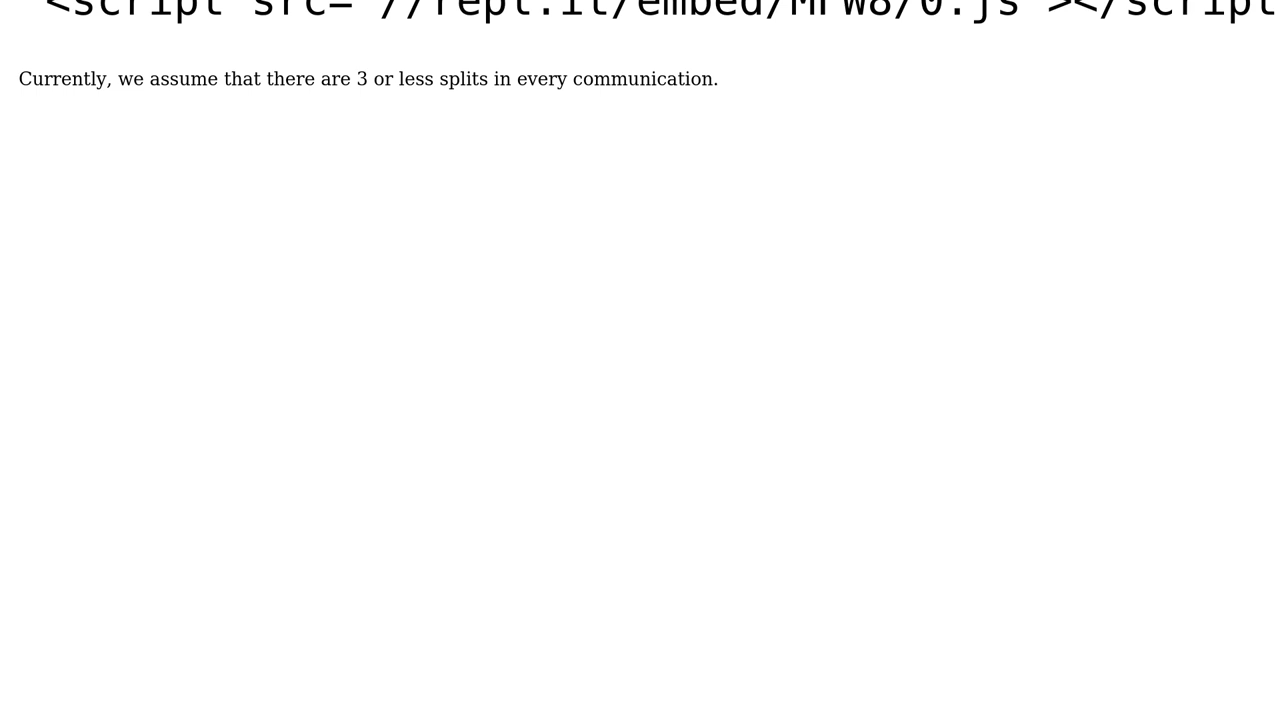 <script src="//repl.it/embed/MFW8/0.js"></script
Currently, we assume that there are 3 or less splits in every communication.